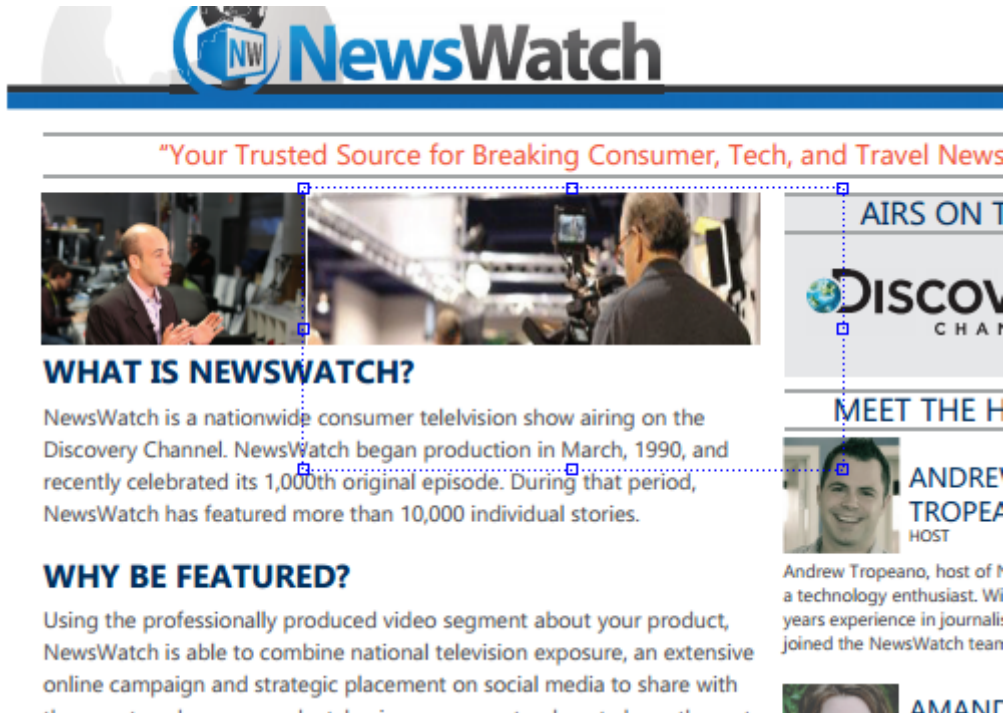 NW NewsWatch
"Your Trusted Source for Breaking Consumer, Tech, and Travel News
WHAT IS NEWSWATCH?
NewsWatch is a nationwide consumer telelvision show airing on the
Discovery Channel. NewsWatch began production in March, 1990, and
recently celebrated its 1,000th original episode. During that period,
NewsWatch has featured more than 10,000 individual stories.
WHY BE FEATURED?
Using the professionally produced video segment about your product,
NewsWatch is able to combine national television exposure, an extensive
online campaign and strategic placement on social media to share with
AIRS ON T
DISCOV
CHAN
MEET THE H
ANDREW
TROPEA
HOST
Andrew Tropeano, host of N
a technology enthusiast. Wi
years experience in journalis
joined the NewsWatch team
AMAND